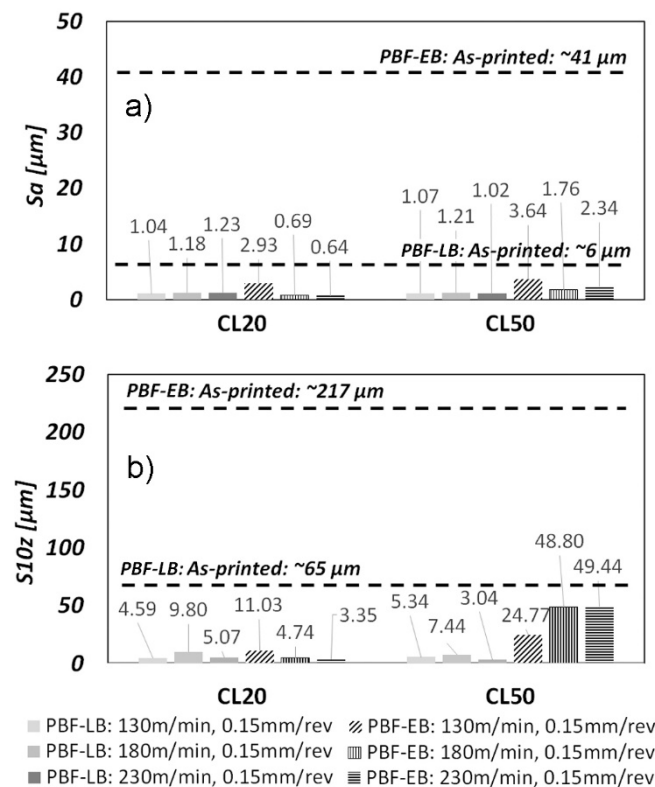 50
PBF-EB: As-printed: ~41 µm
40
a)
Sa [µm]
30
20
1.04
1.18
1.23
2.93
0.69
0.64
1.07
1.21
1.02
3.64
1.76
2.34
10
PBF-LB: As-printed: ~6 µm
0
CL20
CL50
250
PBF-EB: As-printed: ~217 µm
200
b)
S10z [µm]
150
100
PBF-LB: As-printed: ~65 µm
48.80
49.44
50
4.59
9.80
5.07
11.03
4.74
3.35
5.34
7.44
3.04
24.77
0
CL20
CL50
PBF-LB: 130m/min, 0.15mm/rev
PBF-EB: 130m/min, 0.15mm/rev
PBF-LB: 180m/min, 0.15mm/rev
PBF-EB: 180m/min, 0.15mm/rev
PBF-LB: 230m/min, 0.15mm/rev
PBF-EB: 230m/min, 0.15mm/rev